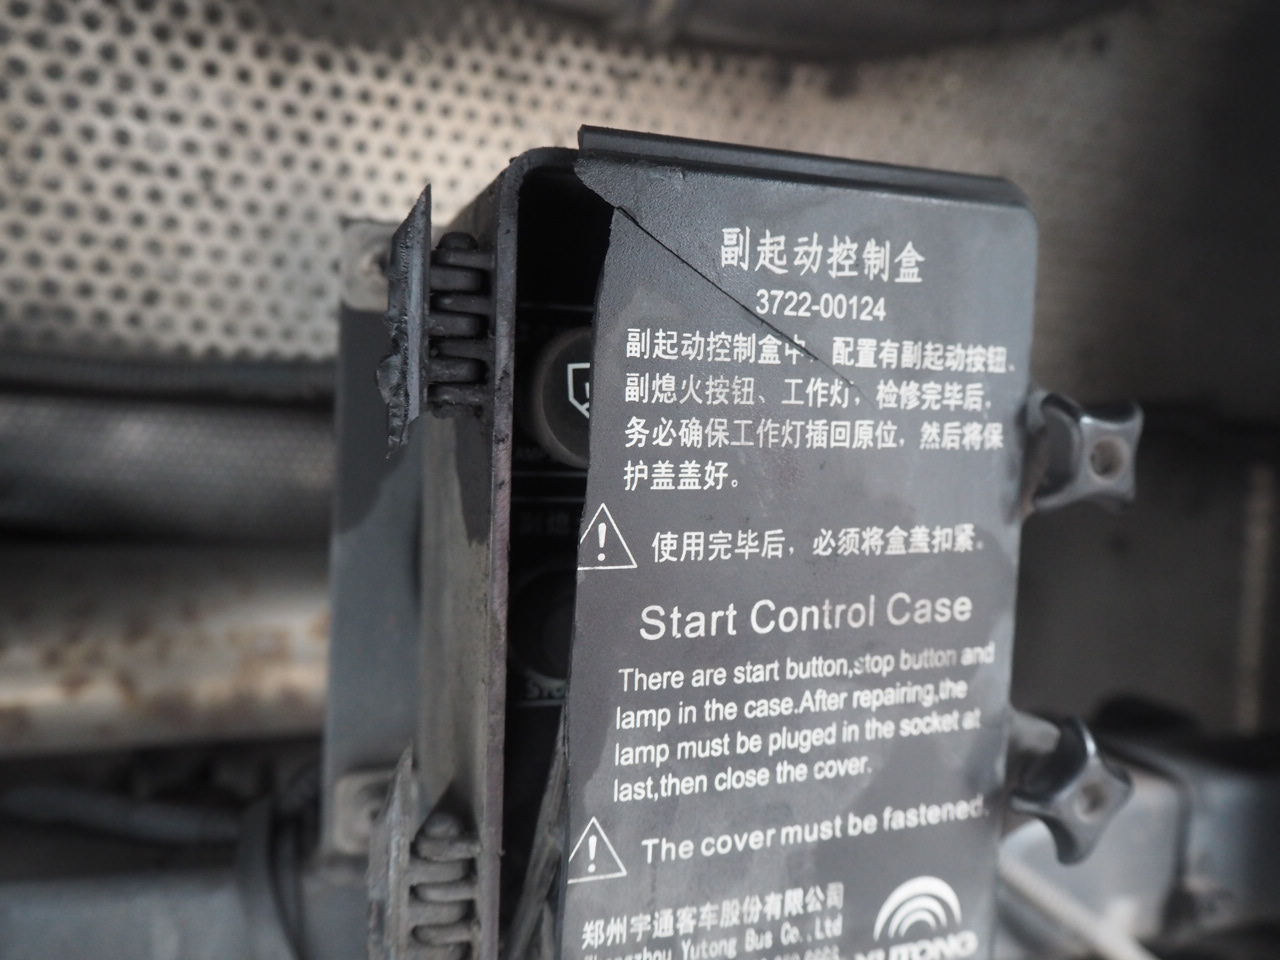 副起动控制盒
3722-00124
副起动控制盒中，配置有副起动按钮、
副熄火按钮、工作灯，检修完毕后，
务必确保工作灯插回原位，然后将保
护盖盖好。
使用完毕后，必须将盒盖扣紧。
Start Control Case
There are start button,stop button and
lamp in the case.After repairing,the
lamp must be pluged in the socket at
last,then close the cover.
The cover must be fastened.
郑州宇通客车股份有限公司
Zhengzhou Yutong Bus Co.,Ltd
YUTONG